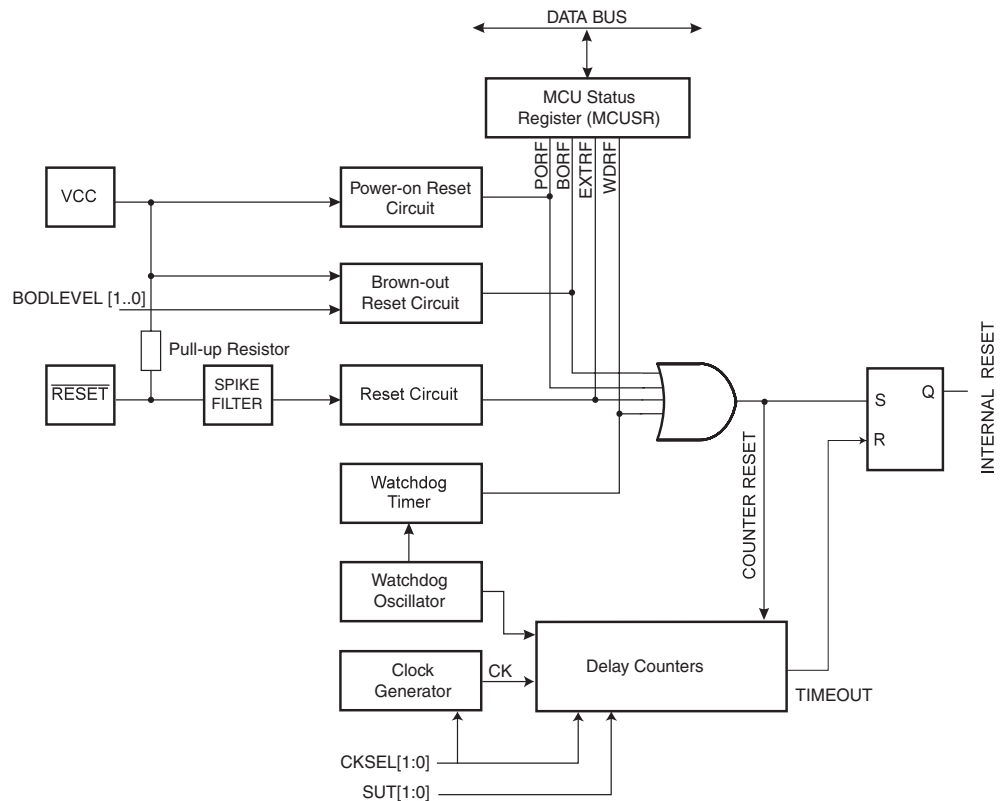 DATA BUS
MCU Status
Register (MCUSR)
PORF
BORF
EXTRF
WDRF
VCC
Power-on Reset
Circuit
Brown-out
Reset Circuit
BODLEVEL [1..0]
Pull-up Resistor
RESET
SPIKE
FILTER
Reset Circuit
S
Q
R
INTERNAL RESET
COUNTER RESET
Watchdog
Timer
Watchdog
Oscillator
Clock
Generator
CK
Delay Counters
TIMEOUT
CKSEL[1:0]
SUT[1:0]